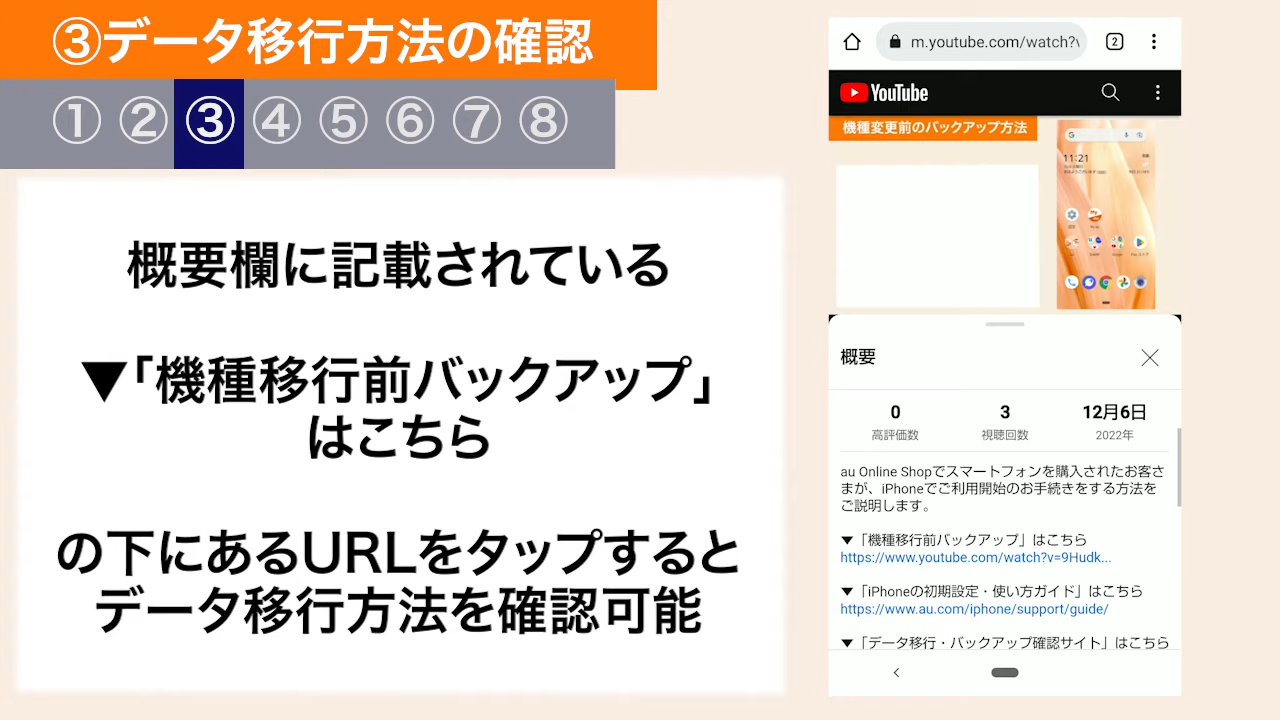 ③データ移行方法の確認
① ② ③ ④ ⑤ ⑥ ⑦ ⑧
概要欄に記載されている
▼「機種移行前バックアップ」
はこちら
の下にあるURLをタップすると
データ移行方法を確認可能
m.youtube.com/watch?v
2
YouTube
機種変更前のバックアップ方法
11:21
概要
0 3 12月6日
高評価数 視聴回数 2022年
au Online Shopでスマートフォンを購入されたお客さ
まが、iPhoneでご利用開始のお手続きをする方法を
ご説明します。
▼「機種移行前バックアップ」はこちら
https://www.youtube.com/watch?v=9Hudk...
▼「iPhoneの初期設定・使い方ガイド」はこちら
https://www.au.com/iphone/support/guide/
▼「データ移行・バックアップ確認サイト」はこちら